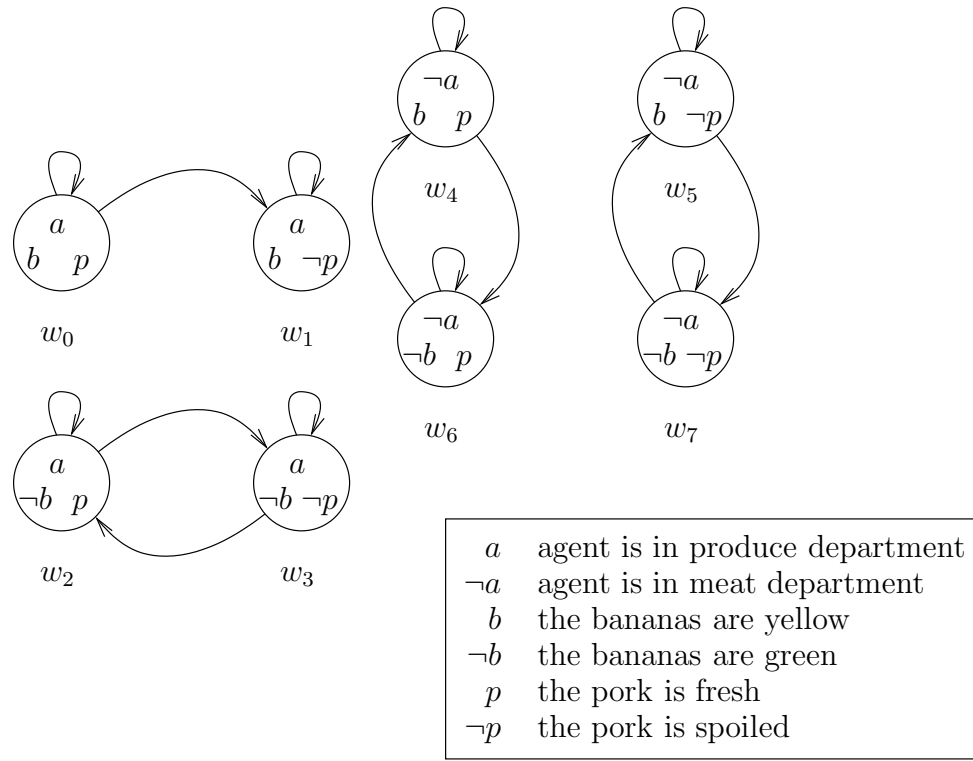 ¬a
b p
w₄
¬a
b ¬p
w₅
a
b p
w₀
a
b ¬p
w₁
¬a
¬b p
w₆
¬a
¬b ¬p
w₇
a
¬b p
w₂
a
¬b ¬p
w₃
a agent is in produce department
¬a agent is in meat department
b the bananas are yellow
¬b the bananas are green
p the pork is fresh
¬p the pork is spoiled